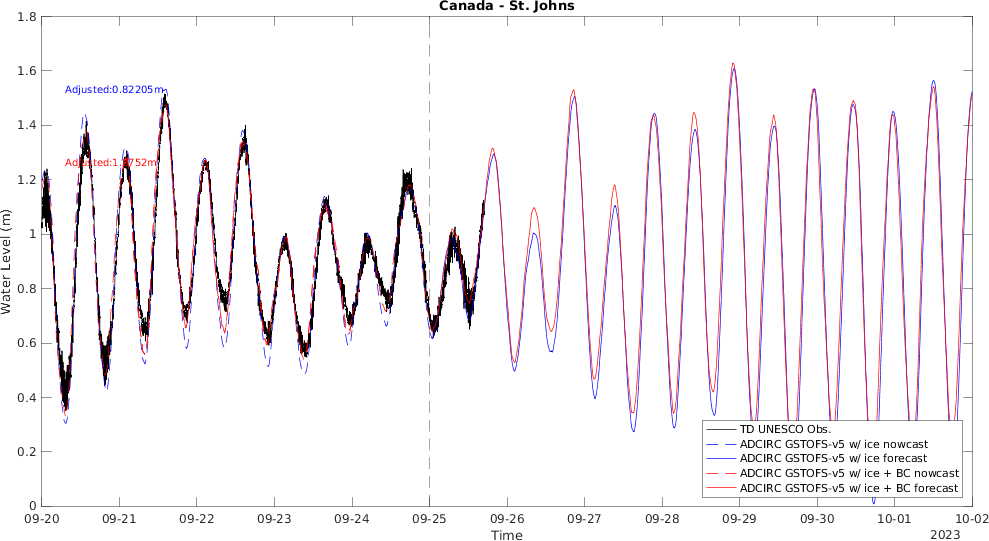 Canada - St. Johns
1.8
1.6
1.4
1.2
1
0.8
0.6
0.4
0.2
0
Water Level (m)
Adjusted:0.82205m
TD UNESCO Obs.
ADCIRC GSTOFS-v5 w/ ice nowcast
ADCIRC GSTOFS-v5 w/ ice forecast
ADCIRC GSTOFS-v5 w/ ice + BC nowcast
ADCIRC GSTOFS-v5 w/ ice + BC forecast
09-20 09-21 09-22 09-23 09-24 09-25 09-26 09-27 09-28 09-29 09-30 10-01 10-02
Time
2023